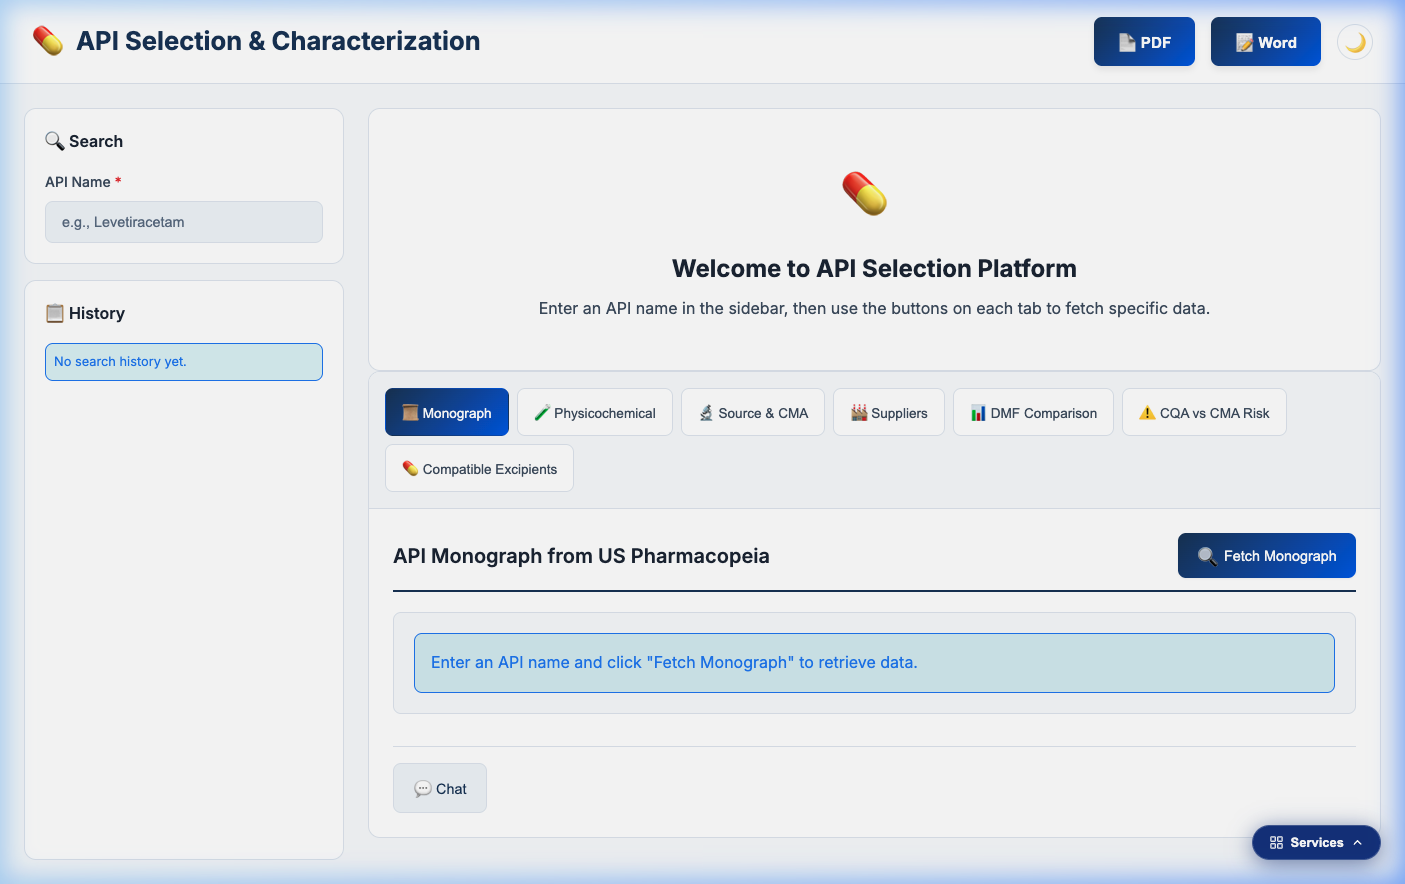 API Selection & Characterization
PDF
Word
Search
API Name *
e.g., Levetiracetam
History
No search history yet.
Welcome to API Selection Platform
Enter an API name in the sidebar, then use the buttons on each tab to fetch specific data.
Monograph
Physicochemical
Source & CMA
Suppliers
DMF Comparison
CQA vs CMA Risk
Compatible Excipients
API Monograph from US Pharmacopeia
Fetch Monograph
Enter an API name and click "Fetch Monograph" to retrieve data.
Chat
Services